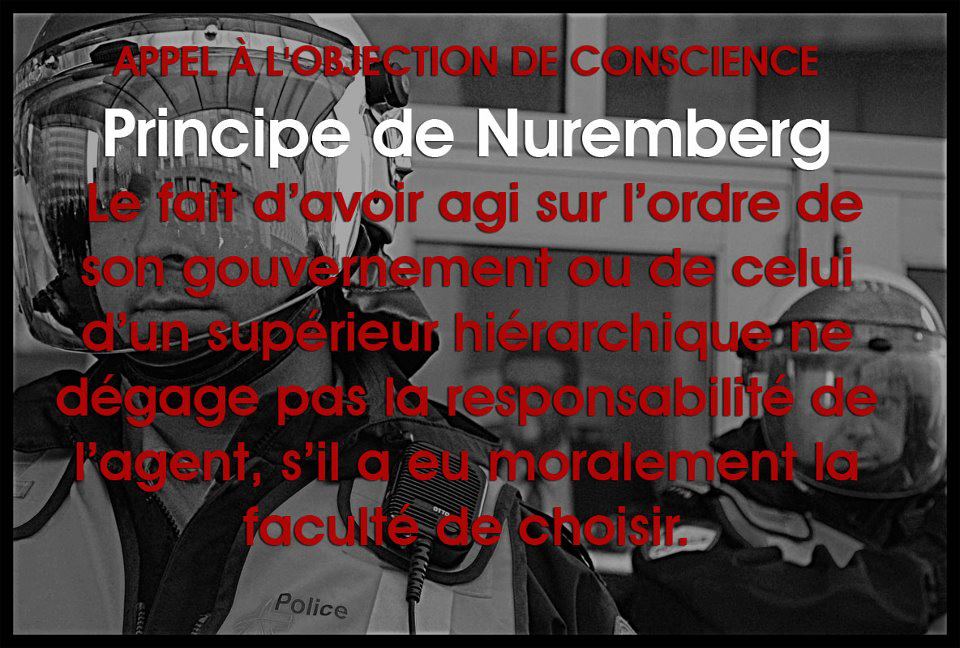 APPEL À L'OBJECTION DE CONSCIENCE
Principe de Nuremberg
Le fait d’avoir agi sur l’ordre de
son gouvernement ou de celui
d’un supérieur hiérarchique ne
dégage pas la responsabilité de
l’agent, s’il a eu moralement la
faculté de choisir.
OTTO
Police